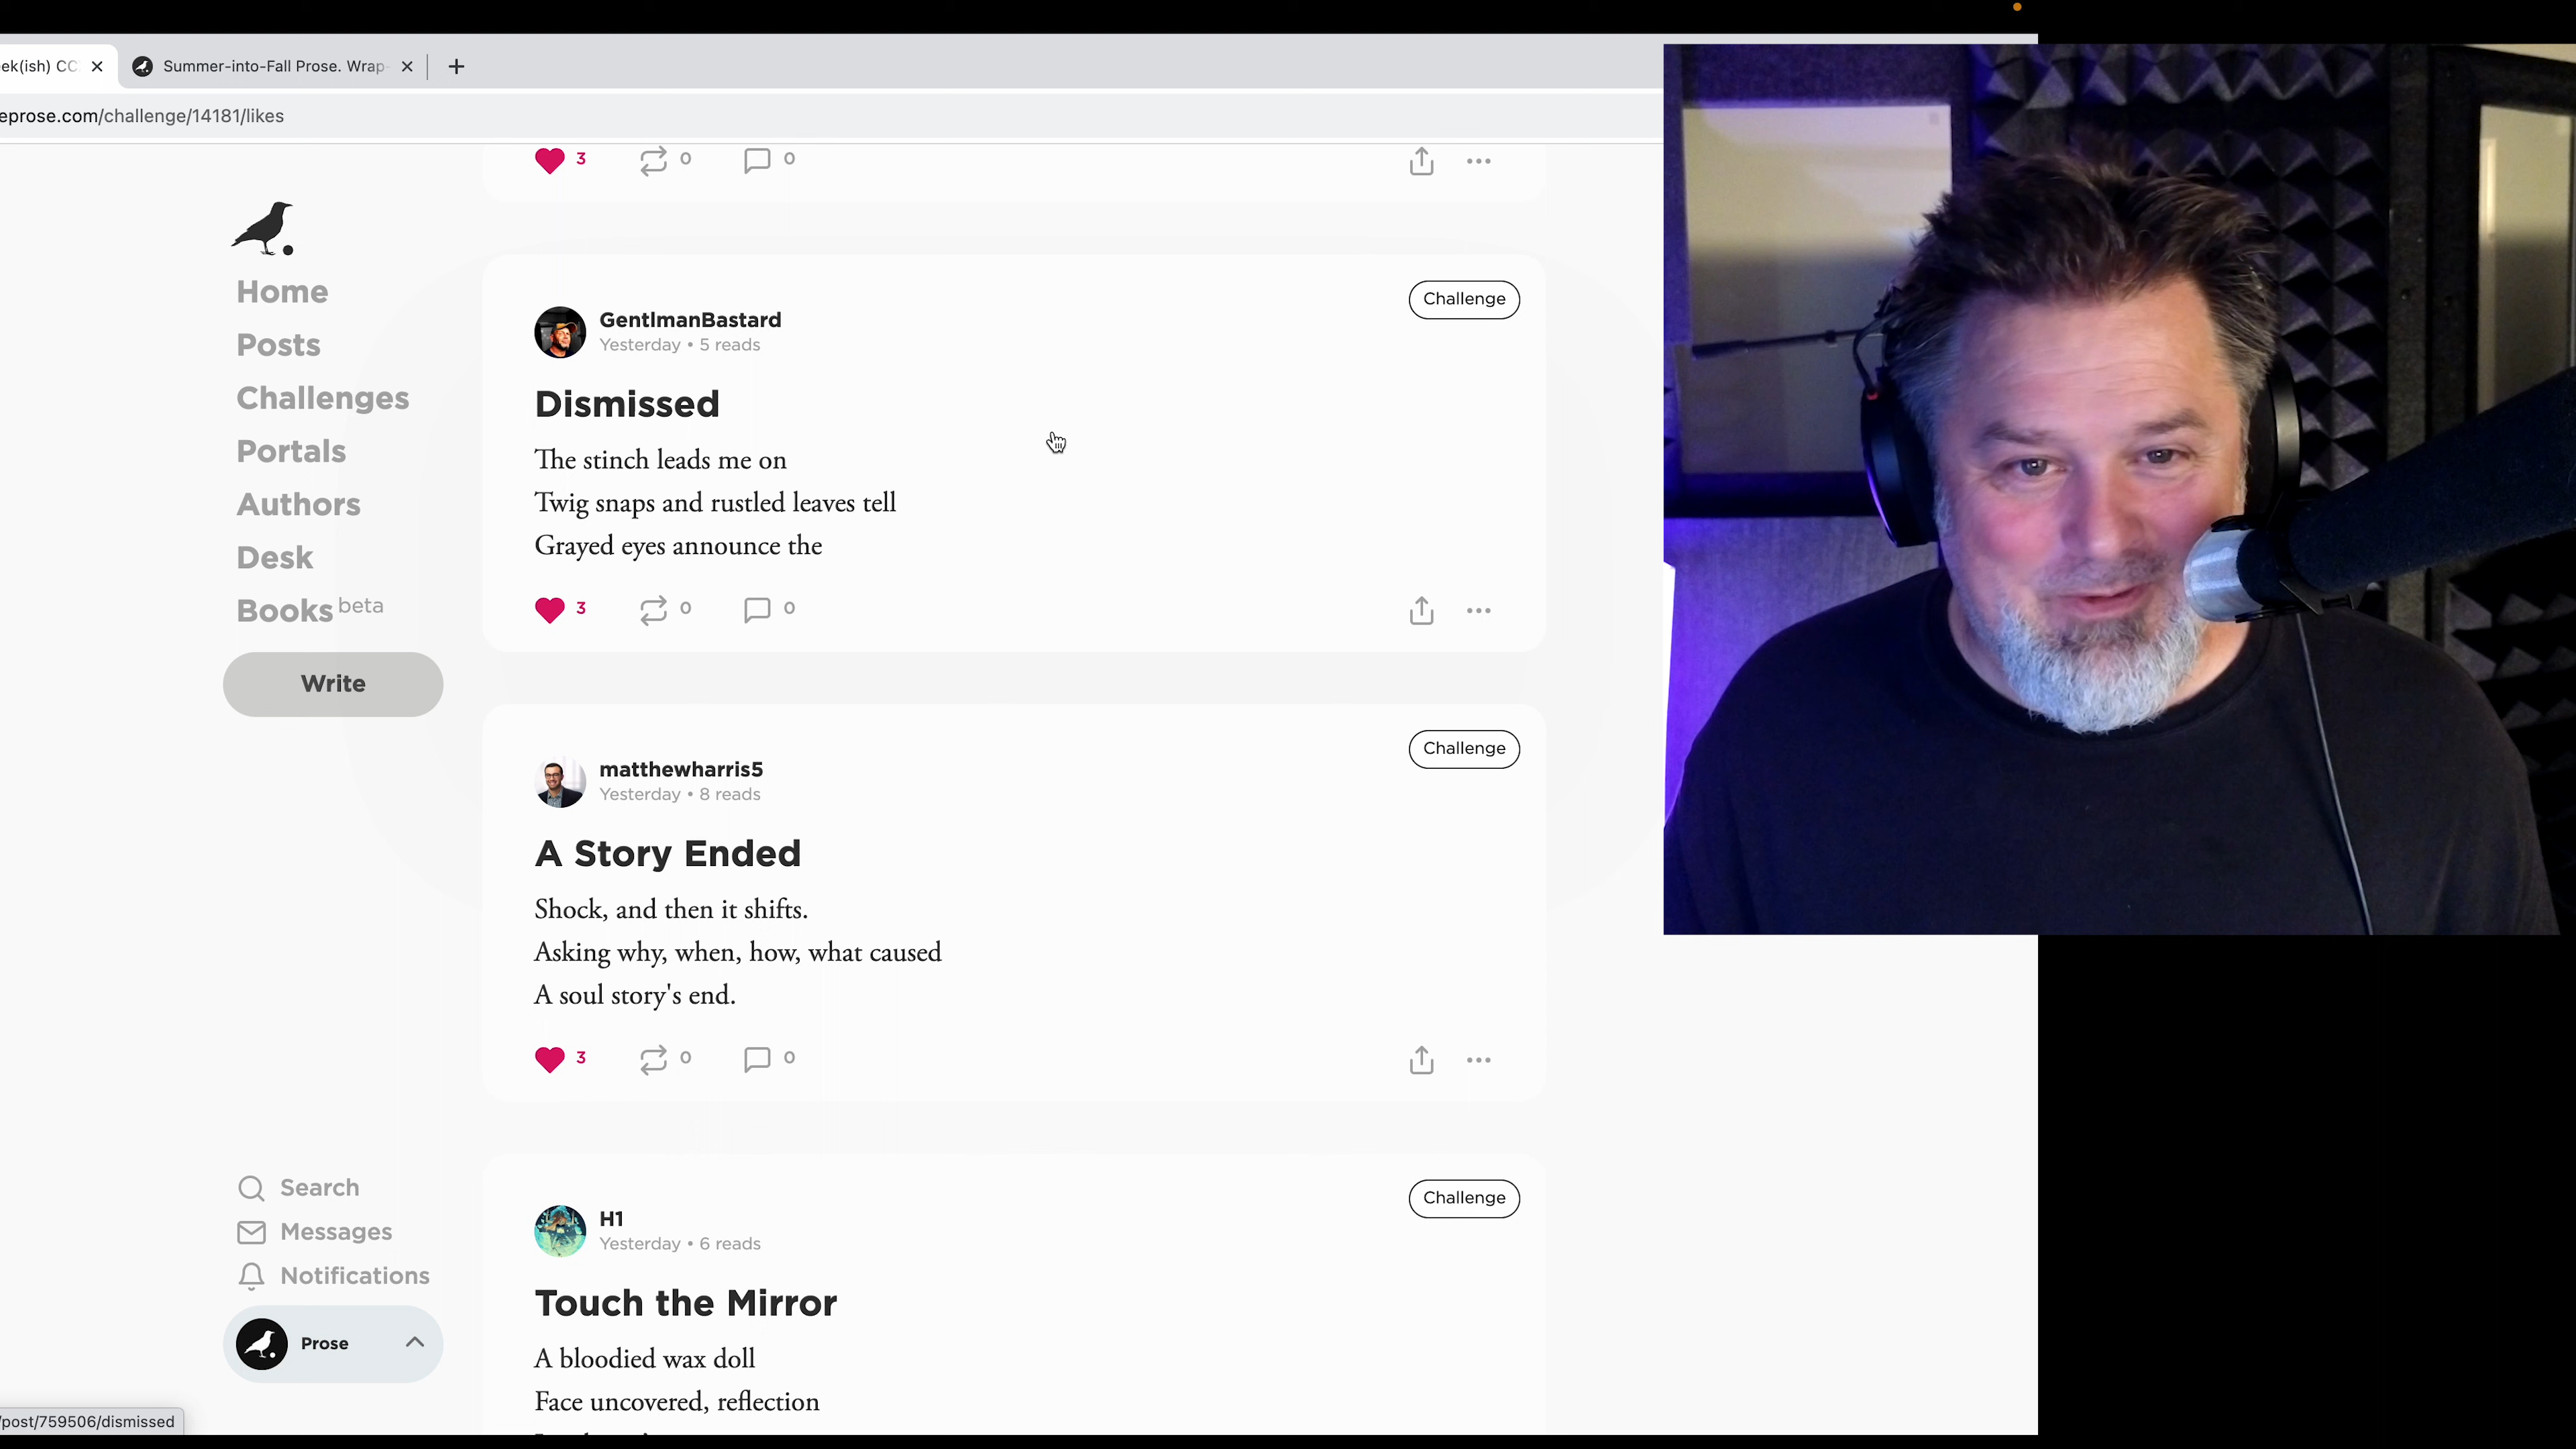 ek(ish) CC
Summer-into-Fall Prose. Wrap-
eprose.com/challenge/14181/likes
3 0 0
Home
Posts
Challenges
Portals
Authors
Desk
Books beta
Write
Challenge
GentlmanBastard
Yesterday • 5 reads
Dismissed
The stinch leads me on
Twig snaps and rustled leaves tell
Grayed eyes announce the
3 0 0
Challenge
matthewharris5
Yesterday • 8 reads
A Story Ended
Shock, and then it shifts.
Asking why, when, how, what caused
A soul story's end.
3 0 0
Challenge
H1
Yesterday • 6 reads
Touch the Mirror
A bloodied wax doll
Face uncovered, reflection
Search
Messages
Notifications
Prose
/post/759506/dismissed